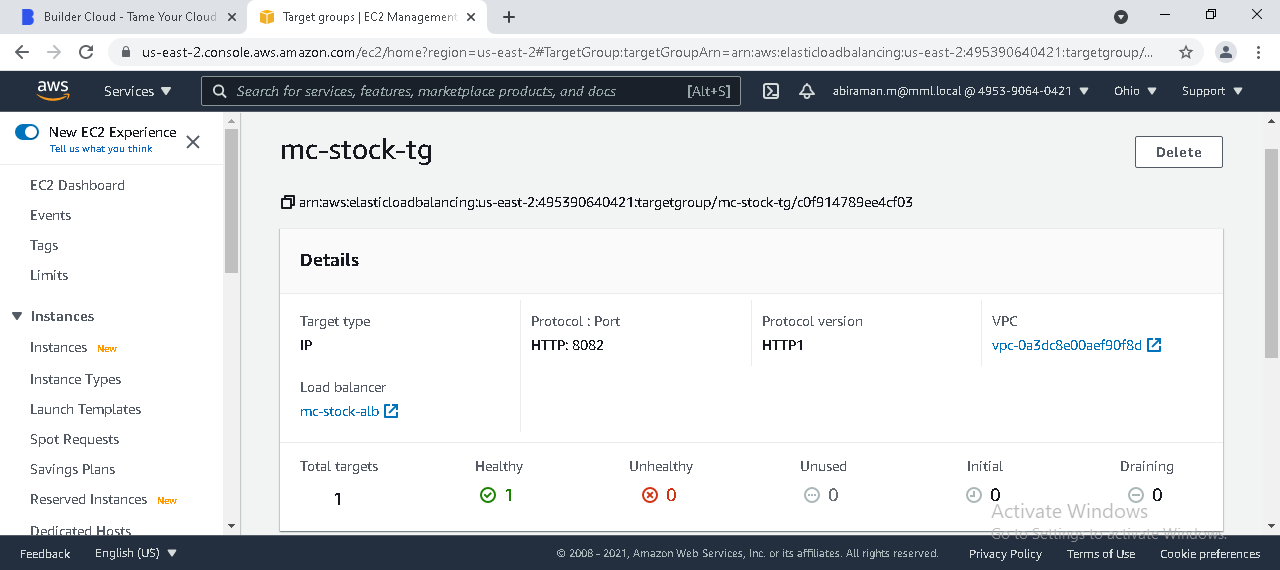 Builder Cloud - Tame Your Cloud
Target groups | EC2 Management
us-east-2.console.aws.amazon.com/ec2/home?region=us-east-2#TargetGroup:targetGroupArn=arn:aws:elasticloadbalancing:us-east-2:495390640421:targetgroup/...
aws
Services
Search for services, features, marketplace products, and docs
[Alt+S]
abiraman.m@mml.local @ 4953-9064-0421
Ohio
Support
New EC2 Experience
Tell us what you think
EC2 Dashboard
Events
Tags
Limits
Instances
Instances New
Instance Types
Launch Templates
Spot Requests
Savings Plans
Reserved Instances New
Dedicated Hosts
mc-stock-tg
Delete
arn:aws:elasticloadbalancing:us-east-2:495390640421:targetgroup/mc-stock-tg/c0f914789ee4cf03
Details
Target type
IP
Protocol : Port
HTTP: 8082
Protocol version
HTTP1
VPC
vpc-0a3dc8e00aef90f8d
Load balancer
mc-stock-alb
Total targets
1
Healthy
1
Unhealthy
0
Unused
0
Initial
0
Draining
0
Activate Windows
Go to Settings to activate Windows.
Feedback
English (US)
© 2008 - 2021, Amazon Web Services, Inc. or its affiliates. All rights reserved.
Privacy Policy
Terms of Use
Cookie preferences